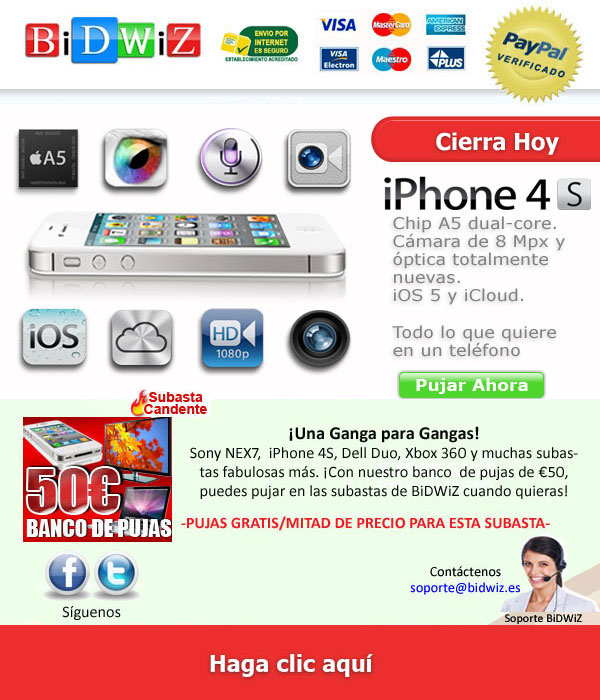 BiDWiZ
ENVIO POR
INTERNET
ES SEGURO
ESTABLECIMIENTO ACREDITADO
VISA
MasterCard
AMERICAN
EXPRESS
VISA
Electron
Maestro
PLUS
PayPal
VERIFICADO
Cierra Hoy
A5
iPhone 4 S
Chip A5 dual-core.
Cámara de 8 Mpx y
óptica totalmente
nuevas.
iOS 5 y iCloud.
Todo lo que quiere
en un teléfono
iOS
HD
1080p
Pujar Ahora
Subasta
Candente
50€
BANCO DE PUJAS
¡Una Ganga para Gangas!
Sony NEX7, iPhone 4S, Dell Duo, Xbox 360 y muchas subas-
tas fabulosas más. ¡Con nuestro banco de pujas de €50,
puedes pujar en las subastas de BiDWiZ cuando quieras!
-PUJAS GRATIS/MITAD DE PRECIO PARA ESTA SUBASTA-
Síguenos
Contáctenos
soporte@bidwiz.es
Soporte BiDWiZ
Haga clic aquí